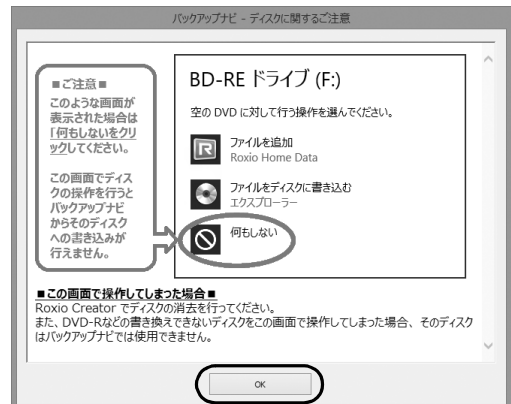 バックアップナビ - ディスクに関するご注意
■ご注意■
このような画面が
表示された場合は
「何もしないをクリ
ックしてください。
この画面でディス
クの操作を行うと
バックアップナビ
からそのディスク
への書き込みが
行えません。
BD-RE ドライブ (F:)
空の DVD に対して行う操作を選んでください。
ファイルを追加
Roxio Home Data
ファイルをディスクに書き込む
エクスプローラー
何もしない
■この画面で操作してしまった場合■
Roxio Creator でディスクの消去を行ってください。
また、DVD-Rなどの書き換えできないディスクをこの画面で操作してしまった場合、そのディスク
はバックアップナビでは使用できません。
OK